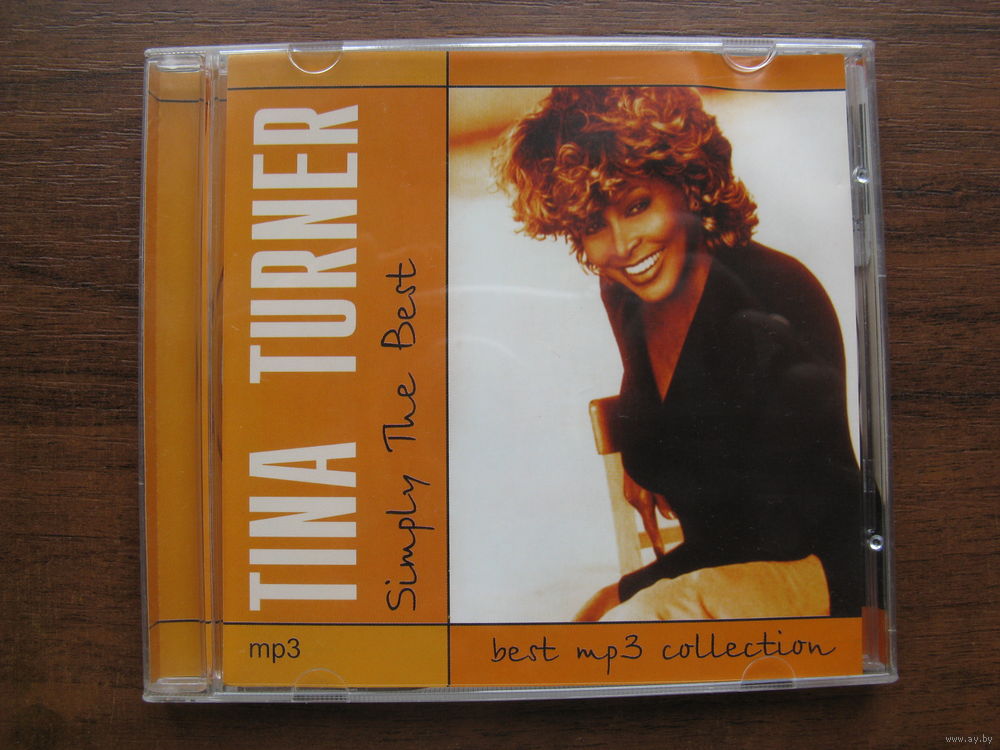 TINA TURNER
Simply The Best
mp3
best mp3 collection
www.ay.by